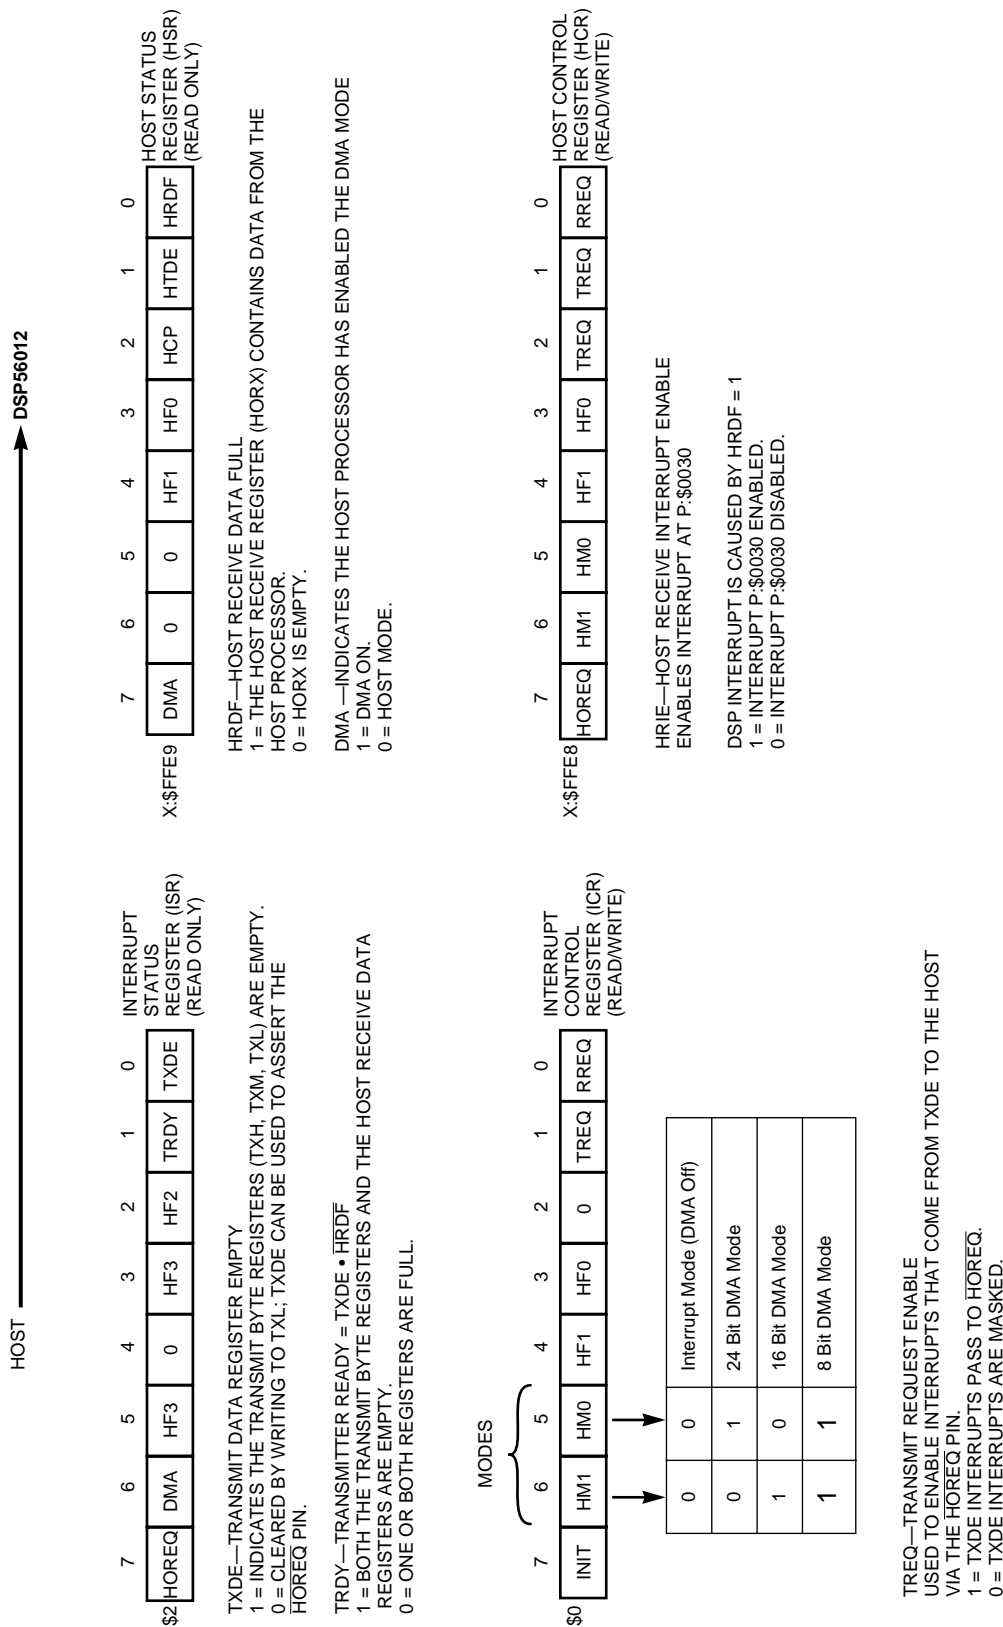 HOST
DSP56012
7 6 5 4 3 2 1 0
$2 HOREQ DMA HF3 0 HF3 HF2 TRDY TXDE
INTERRUPT
STATUS
REGISTER (ISR)
(READ ONLY)
TXDE—TRANSMIT DATA REGISTER EMPTY
1 = INDICATES THE TRANSMIT BYTE REGISTERS (TXH, TXM, TXL) ARE EMPTY.
0 = CLEARED BY WRITING TO TXL; TXDE CAN BE USED TO ASSERT THE
HOREQ PIN.
TRDY—TRANSMITTER READY = TXDE • HRDF
1 = BOTH THE TRANSMIT BYTE REGISTERS AND THE HOST RECEIVE DATA
REGISTERS ARE EMPTY.
0 = ONE OR BOTH REGISTERS ARE FULL.
7 6 5 4 3 2 1 0
X:$FFE9 DMA 0 0 HF1 HF0 HCP HTDE HRDF
HOST STATUS
REGISTER (HSR)
(READ ONLY)
HRDF—HOST RECEIVE DATA FULL
1 = THE HOST RECEIVE REGISTER (HORX) CONTAINS DATA FROM THE
HOST PROCESSOR.
0 = HORX IS EMPTY.
DMA —INDICATES THE HOST PROCESSOR HAS ENABLED THE DMA MODE
1 = DMA ON.
0 = HOST MODE.
MODES
7 6 5 4 3 2 1 0
$0 INIT HM1 HM0 HF1 HF0 0 TREQ RREQ
INTERRUPT
CONTROL
REGISTER (ICR)
(READ/WRITE)
0 0 Interrupt Mode (DMA Off)
0 1 24 Bit DMA Mode
1 0 16 Bit DMA Mode
1 1 8 Bit DMA Mode
TREQ—TRANSMIT REQUEST ENABLE
USED TO ENABLE INTERRUPTS THAT COME FROM TXDE TO THE HOST
VIA THE HOREQ PIN.
1 = TXDE INTERRUPTS PASS TO HOREQ.
0 = TXDE INTERRUPTS ARE MASKED.
7 6 5 4 3 2 1 0
X:$FFE8 HOREQ HM1 HM0 HF1 HF0 TREQ TREQ RREQ
HOST CONTROL
REGISTER (HCR)
(READ/WRITE)
HRIE—HOST RECEIVE INTERRUPT ENABLE
ENABLES INTERRUPT AT P:$0030
DSP INTERRUPT IS CAUSED BY HRDF = 1
1 = INTERRUPT P:$0030 ENABLED.
0 = INTERRUPT P:$0030 DISABLED.